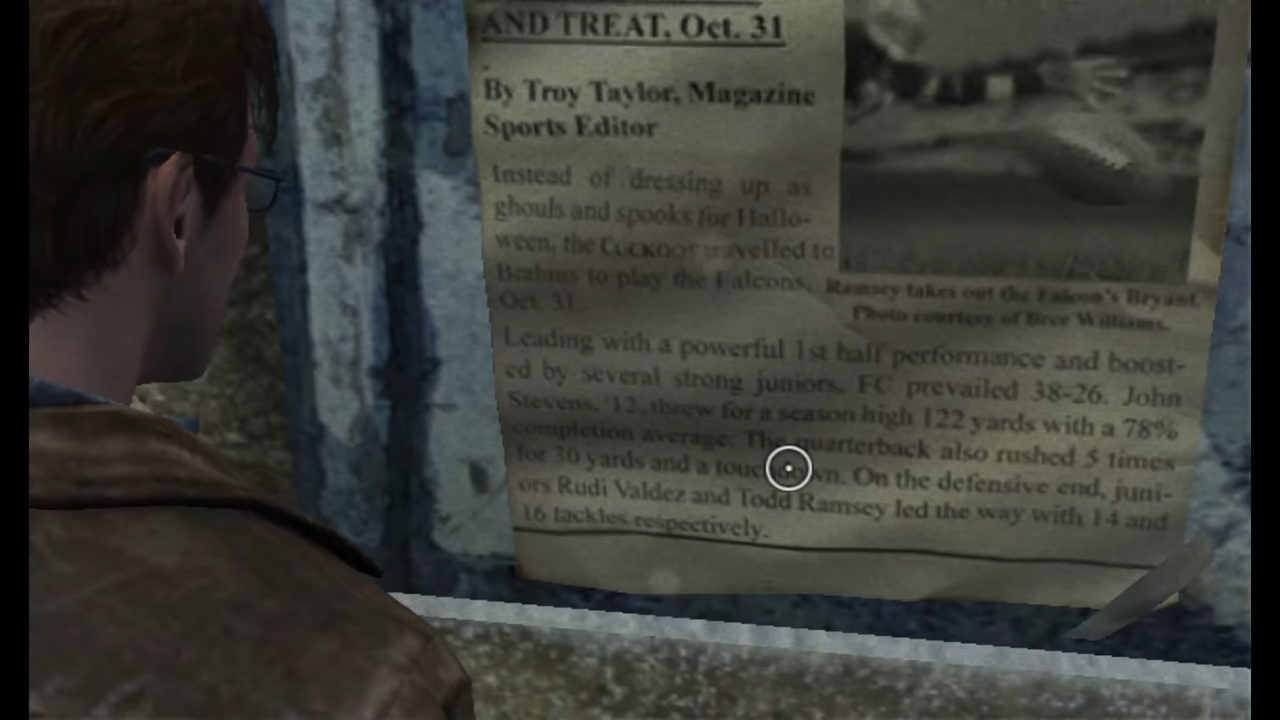 AND TREAT, Oct. 31
By Troy Taylor, Magazine
Sports Editor
Instead of dressing up as
ghouls and spooks for Hallo-
ween, the CUCKOOS travelled to
Brahms to play the Falcons,
Oct. 31.
Ramsey takes out the Falcon's Bryant.
Photo courtesy of Bree Williams.
Leading with a powerful 1st half performance and boost-
ed by several strong juniors, FC prevailed 38-26. John
Stevens, '12, threw for a season high 122 yards with a 78%
completion average. The quarterback also rushed 5 times
for 30 yards and a touchdown. On the defensive end, juni-
ors Rudi Valdez and Todd Ramsey led the way with 14 and
16 tackles respectively.